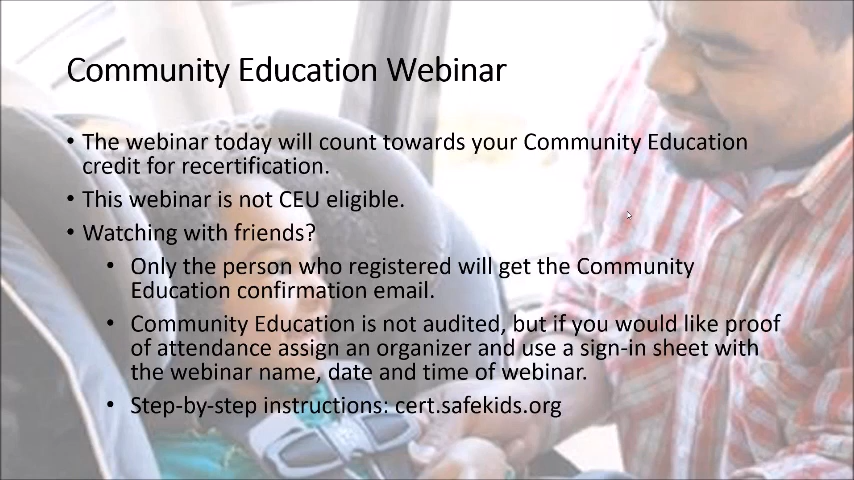 Community Education Webinar
• The webinar today will count towards your Community Education
credit for recertification.
• This webinar is not CEU eligible.
• Watching with friends?
• Only the person who registered will get the Community
Education confirmation email.
• Community Education is not audited, but if you would like proof
of attendance assign an organizer and use a sign-in sheet with
the webinar name, date and time of webinar.
• Step-by-step instructions: cert.safekids.org